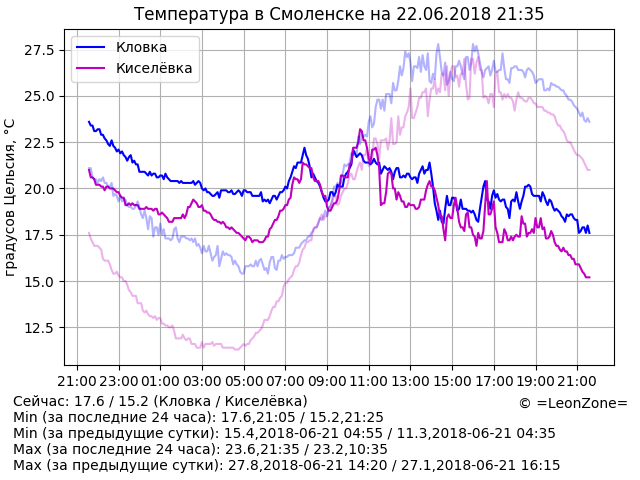 Температура в Смоленске на 22.06.2018 21:35
Кловка
Киселёвка
градусов Цельсия, °C
27.5
25.0
22.5
20.0
17.5
15.0
12.5
21:00 23:00 01:00 03:00 05:00 07:00 09:00 11:00 13:00 15:00 17:00 19:00 21:00
Сейчас: 17.6 / 15.2 (Кловка / Киселёвка)
© =LeonZone=
Min (за последние 24 часа): 17.6,21:05 / 15.2,21:25
Min (за предыдущие сутки): 15.4,2018-06-21 04:55 / 11.3,2018-06-21 04:35
Max (за последние 24 часа): 23.6,21:35 / 23.2,10:35
Max (за предыдущие сутки): 27.8,2018-06-21 14:20 / 27.1,2018-06-21 16:15